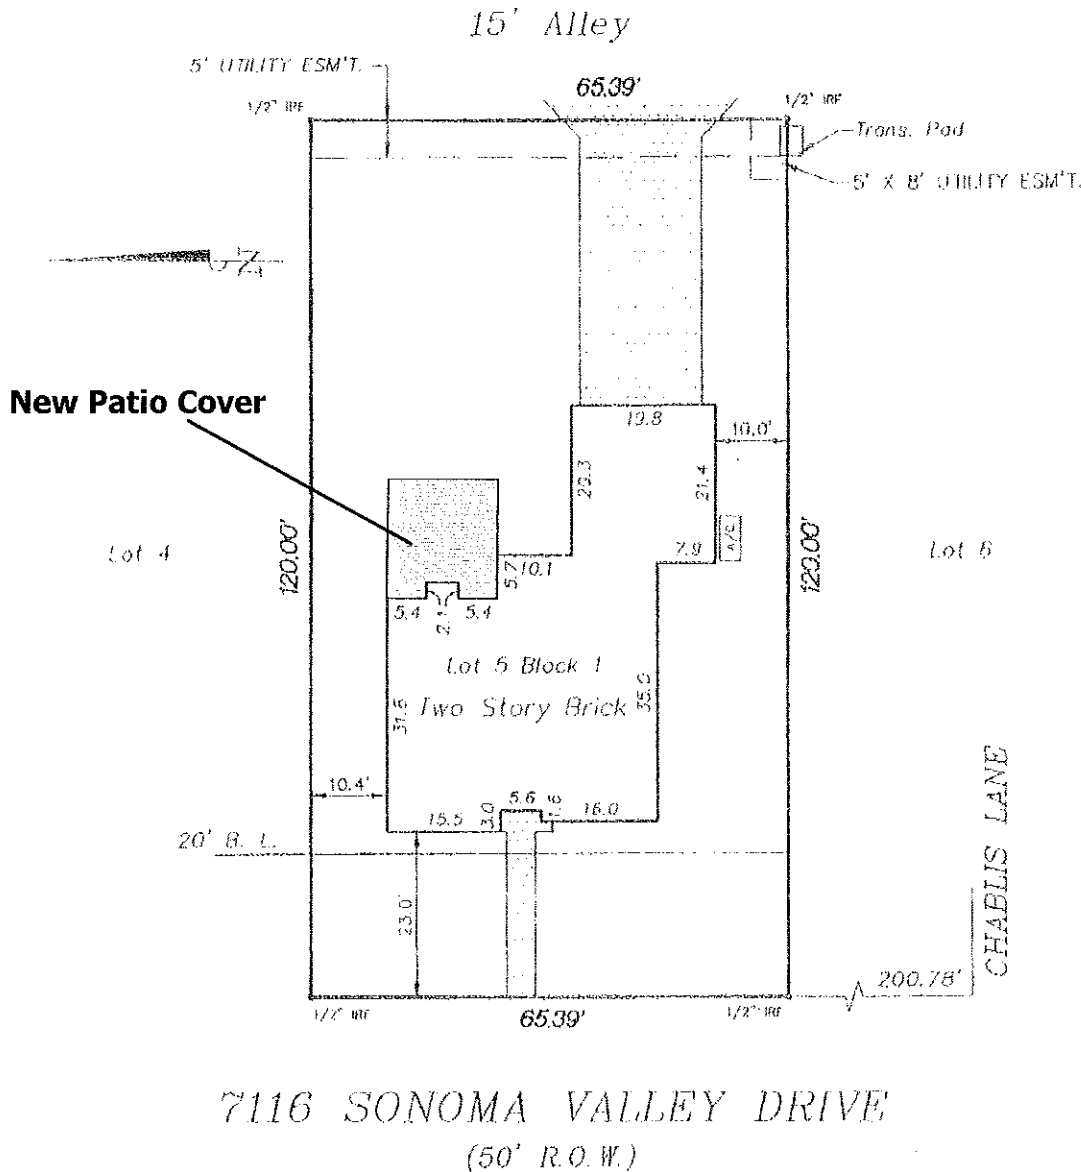 15' Alley
5' UTILITY ESM'T.
65.39'
1/2" IRF
1/2" IRF
Trans. Pad
5' X 8' UTILITY ESM'T.
New Patio Cover
19.8
10.0'
20.3
21.4
Lot 4
120.00'
10.1
5.7
7.9
A/C
120.00'
Lot 6
5.4
2.1
5.4
Lot 5 Block 1
Two Story Brick
31.5
35.0
10.4'
5.6
3.0
1.6
15.5
16.0
20' B. L.
23.0'
CHABLIS LANE
200.78'
1/2" IRF
65.39'
1/2" IRF
7116 SONOMA VALLEY DRIVE
(50' R.O.W.)